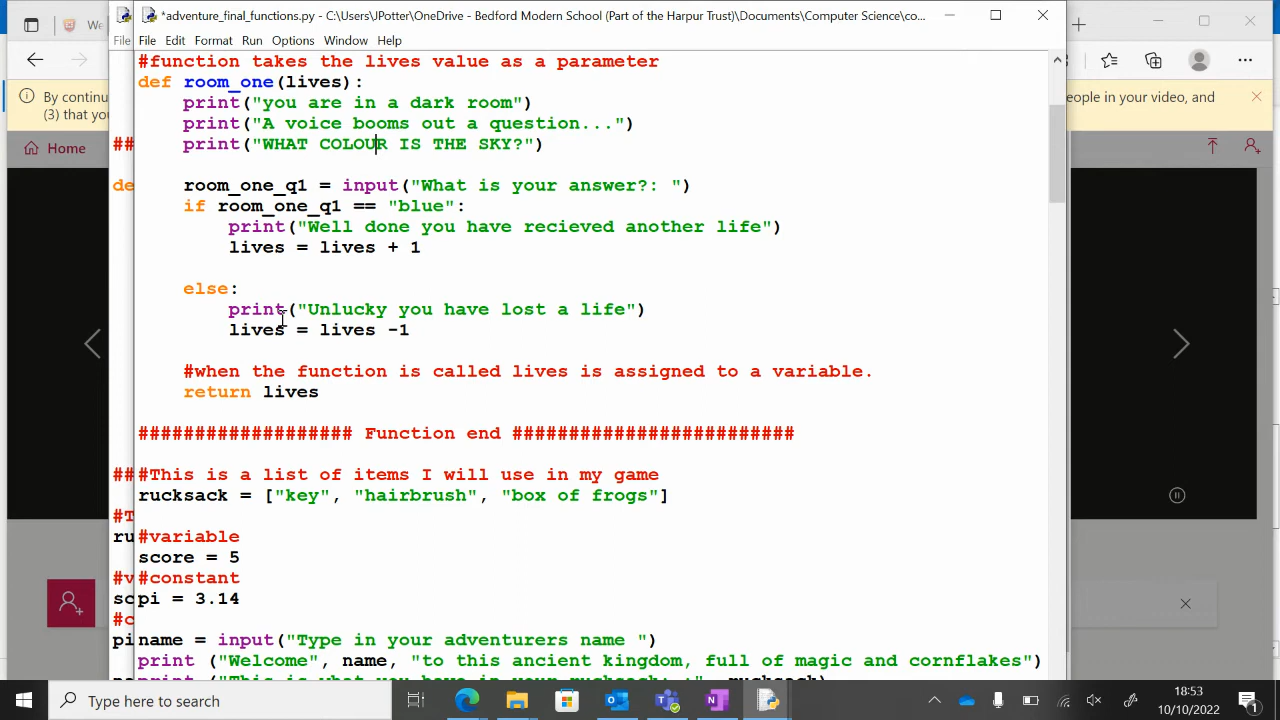 *adventure_final_functions.py - C:\Users\JPotter\OneDrive - Bedford Modern School (Part of the Harpur Trust)\Documents\Computer Science\co...
File
File Edit Format Run Options Window Help
By continu
(3) that you
eople in your video, and
Home
##
de
#function takes the lives value as a parameter
def room_one(lives):
print("you are in a dark room")
print("A voice booms out a question...")
print("WHAT COLOUR IS THE SKY?")
room_one_q1 = input("What is your answer?: ")
if room_one_q1 == "blue":
print("Well done you have recieved another life")
lives = lives + 1
else:
print("Unlucky you have lost a life")
lives = lives -1
#when the function is called lives is assigned to a variable.
return lives
################### Function end #########################
##
#This is a list of items I will use in my game
rucksack = ["key", "hairbrush", "box of frogs"]
#T
ru
#variable
score = 5
#constant
pi = 3.14
#v
sc
#c
pi
name = input("Type in your adventurers name ")
print ("Welcome", name, "to this ancient kingdom, full of magic and cornflakes")
Type here to search
18:53
10/10/2022
1